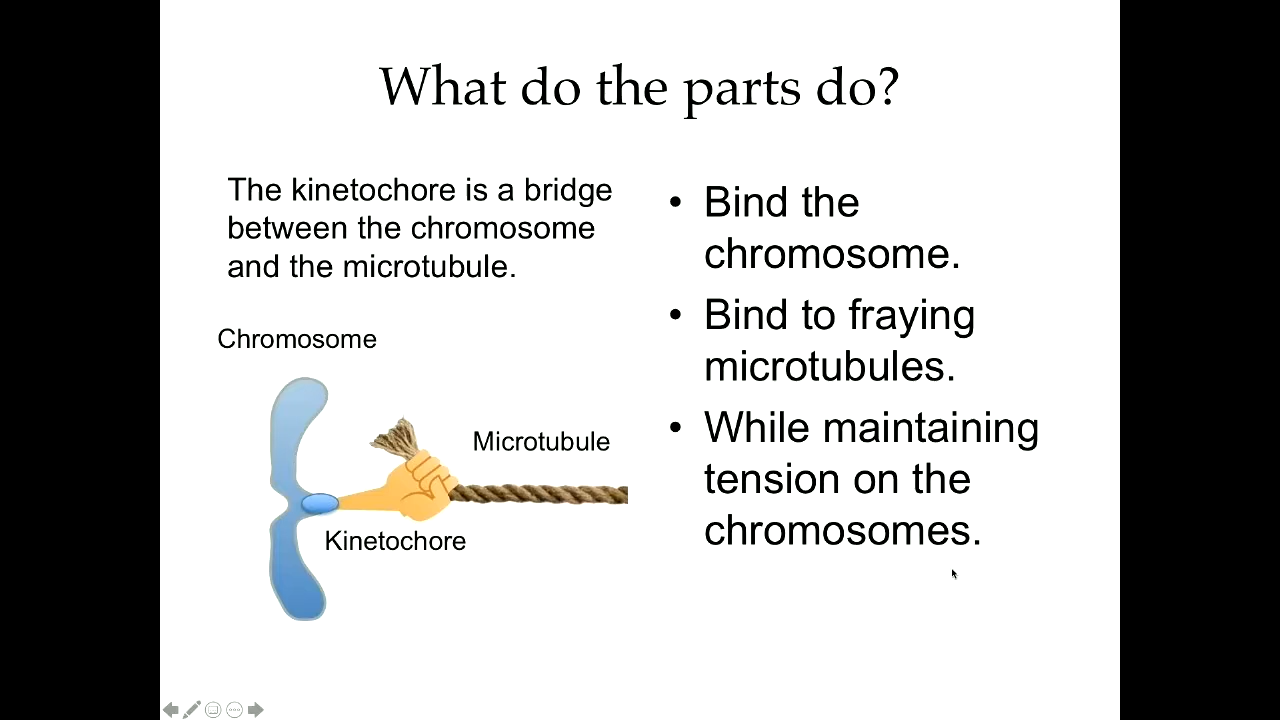 What do the parts do?
The kinetochore is a bridge
between the chromosome
and the microtubule.
Chromosome
Microtubule
Kinetochore
• Bind the
chromosome.
• Bind to fraying
microtubules.
• While maintaining
tension on the
chromosomes.